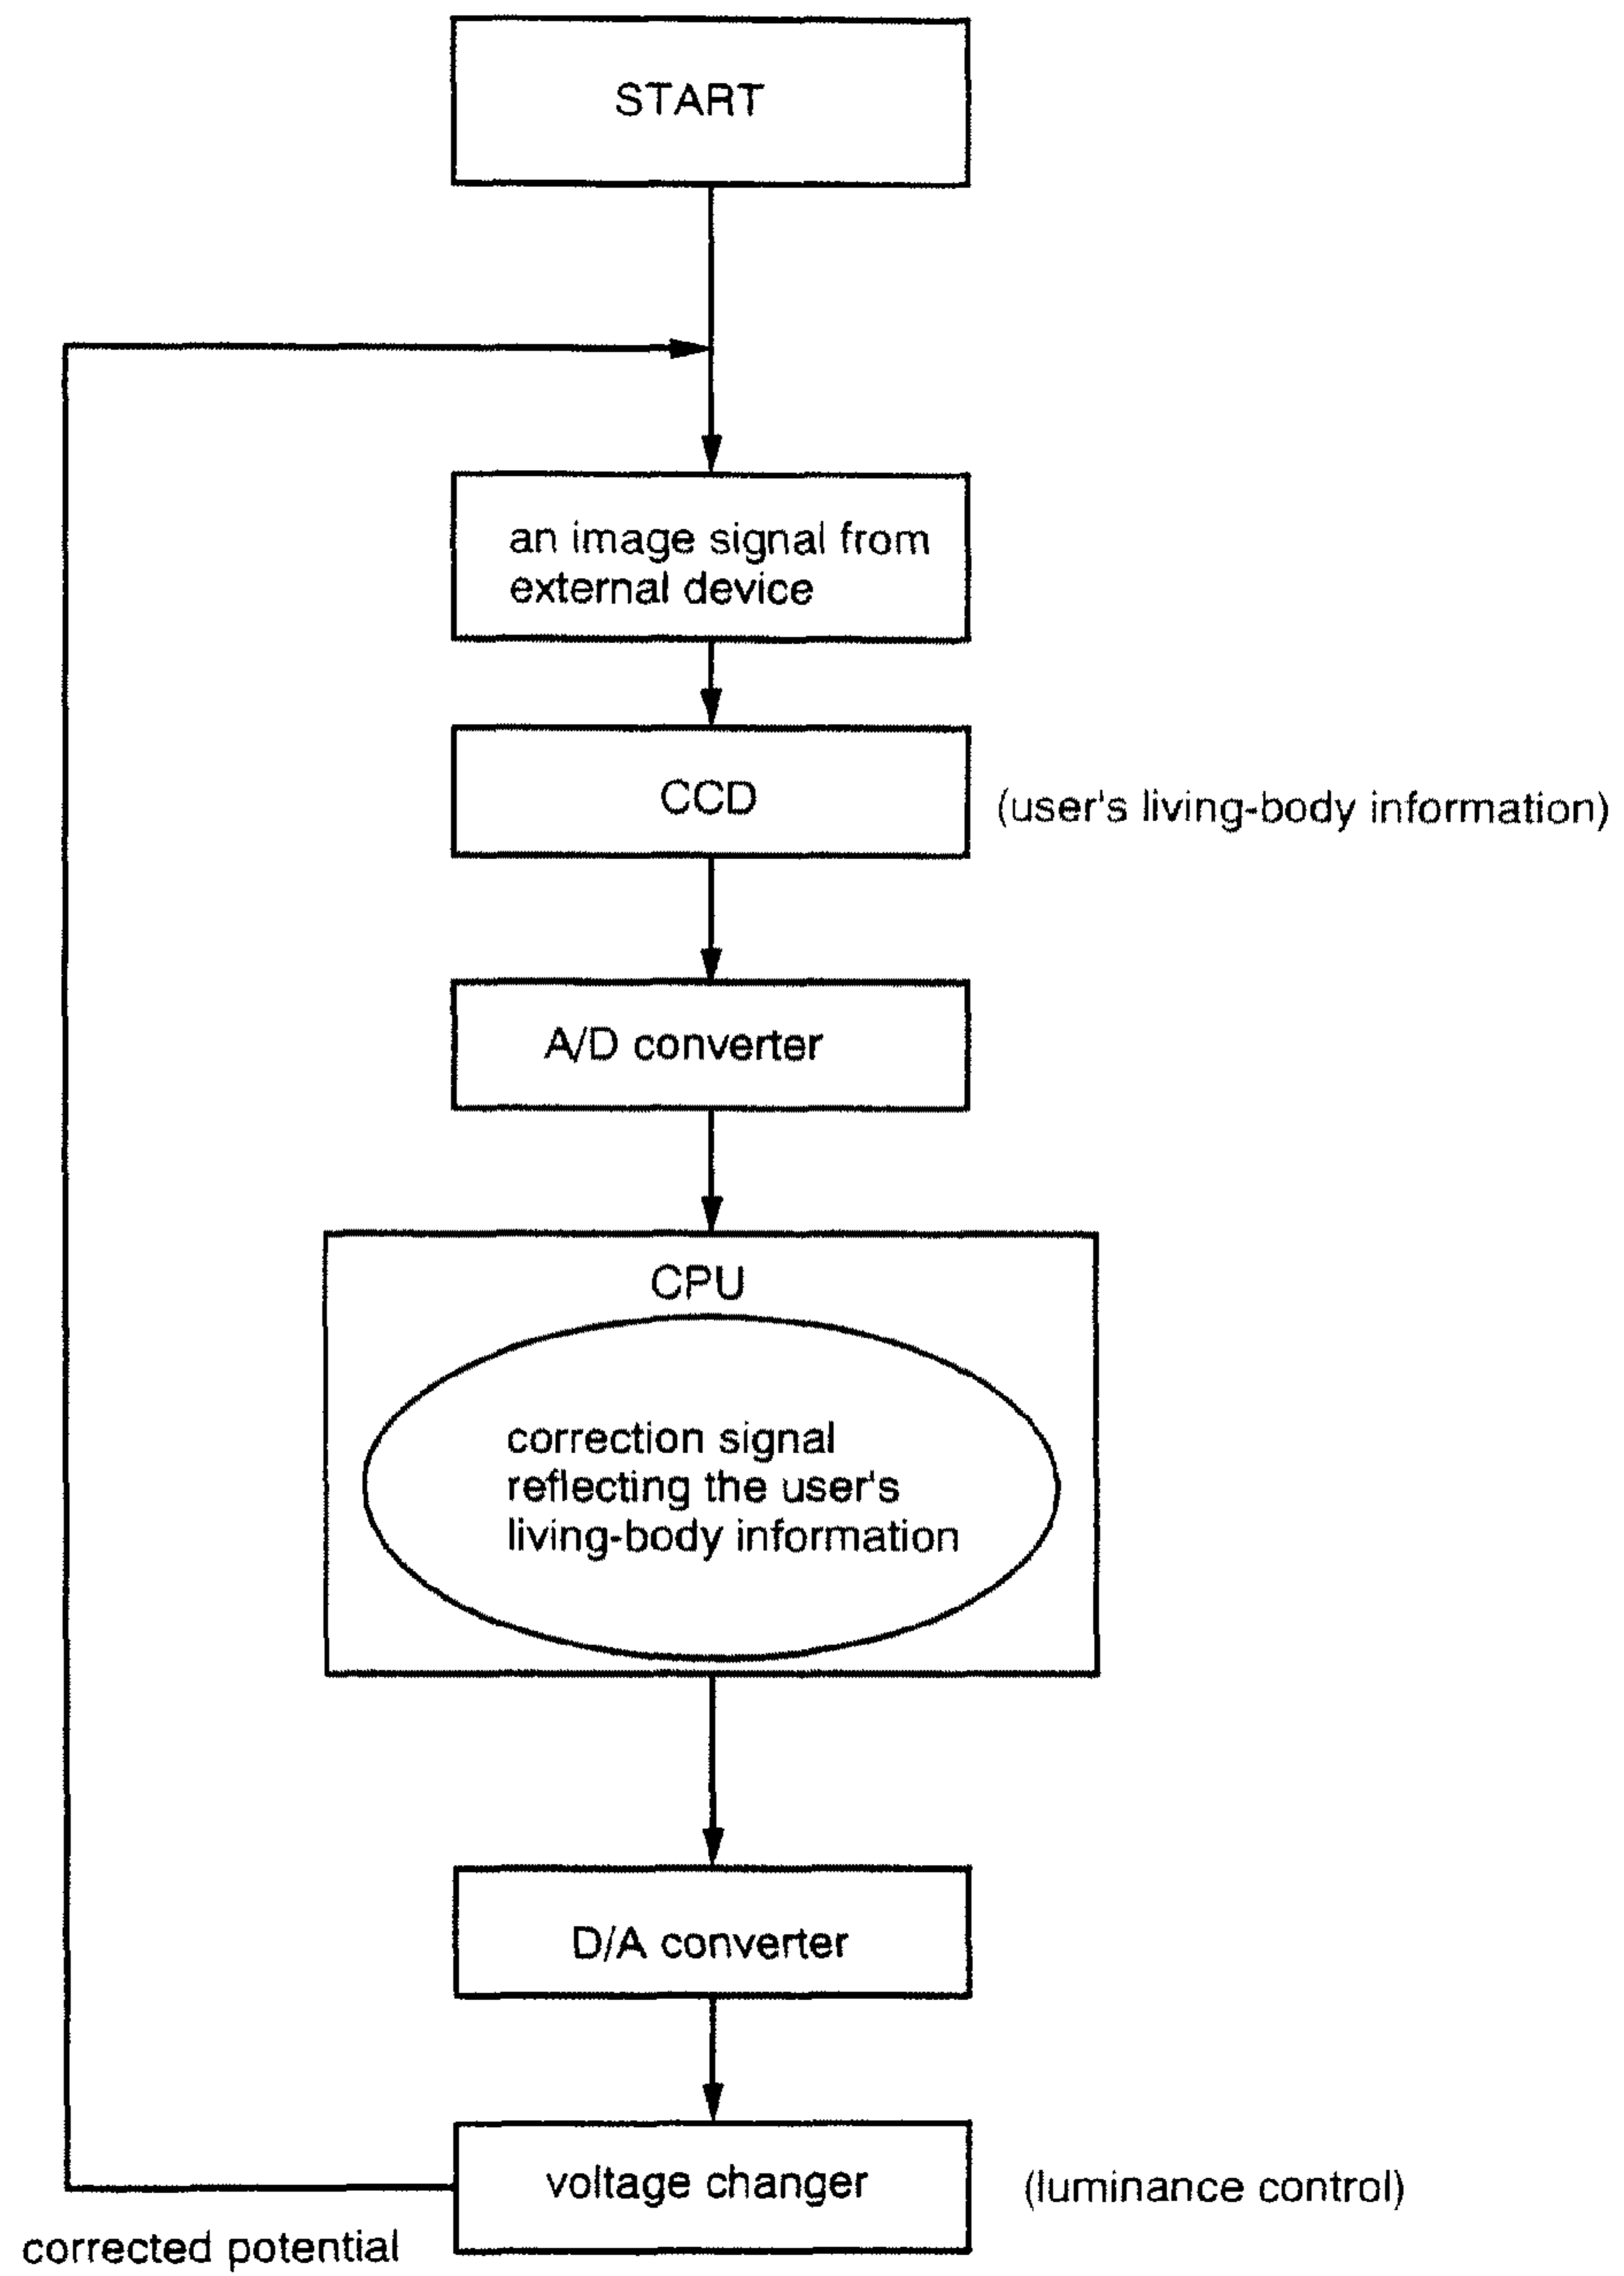 START
an image signal from
external device
CCD
(user's living-body information)
A/D converter
CPU
correction signal
reflecting the user's
living-body information
D/A converter
voltage changer
(luminance control)
corrected potential